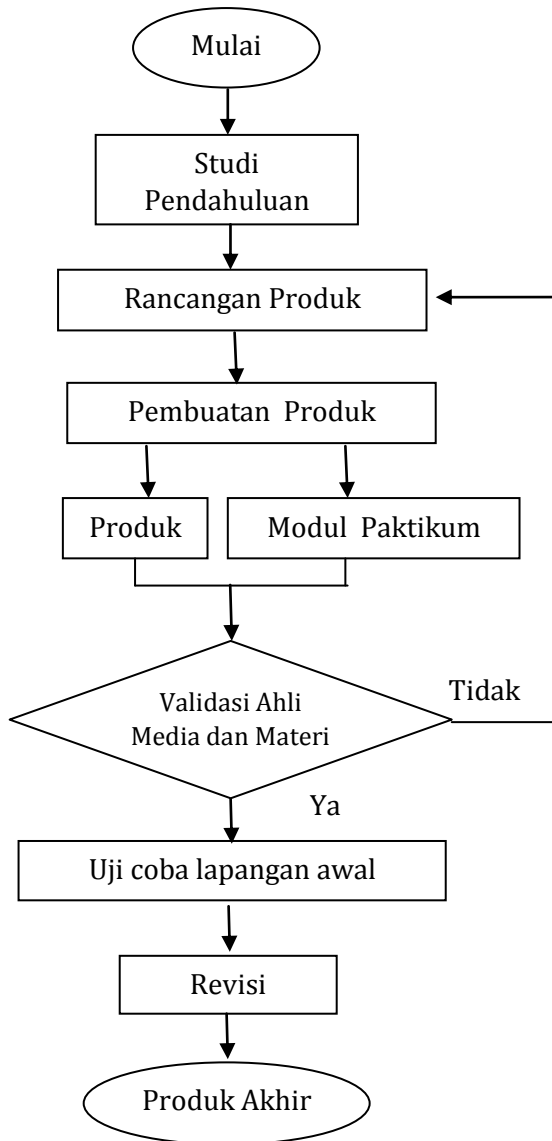 Mulai
Studi
Pendahuluan
Rancangan Produk
Pembuatan Produk
Produk
Modul Paktikum
Validasi Ahli
Media dan Materi
Tidak
Ya
Uji coba lapangan awal
Revisi
Produk Akhir